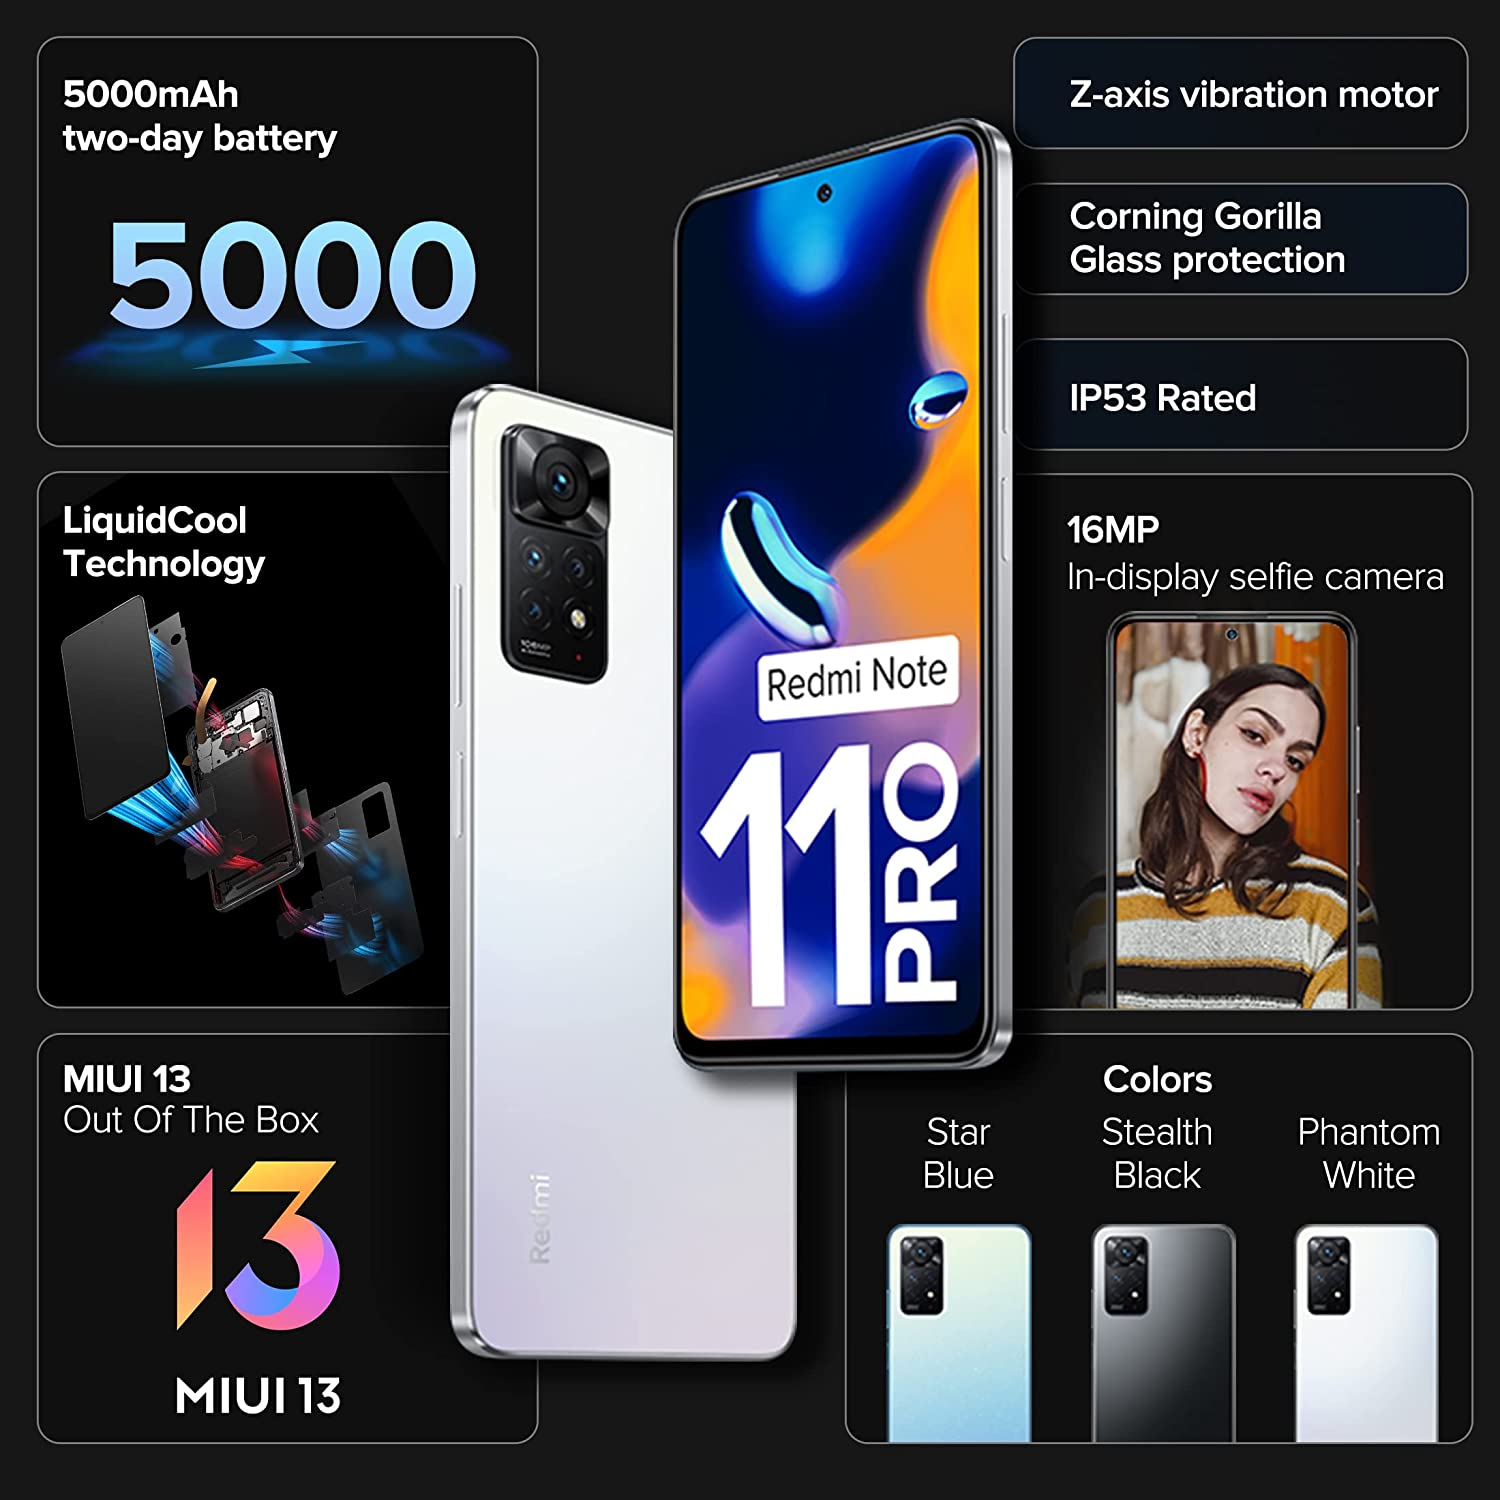 5000mAh
two-day battery
5000
LiquidCool
Technology
MIUI 13
Out Of The Box
MIUI 13
Redmi
Redmi Note
11 PRO
Z-axis vibration motor
Corning Gorilla
Glass protection
IP53 Rated
16MP
In-display selfie camera
Colors
Star
Blue
Stealth
Black
Phantom
White